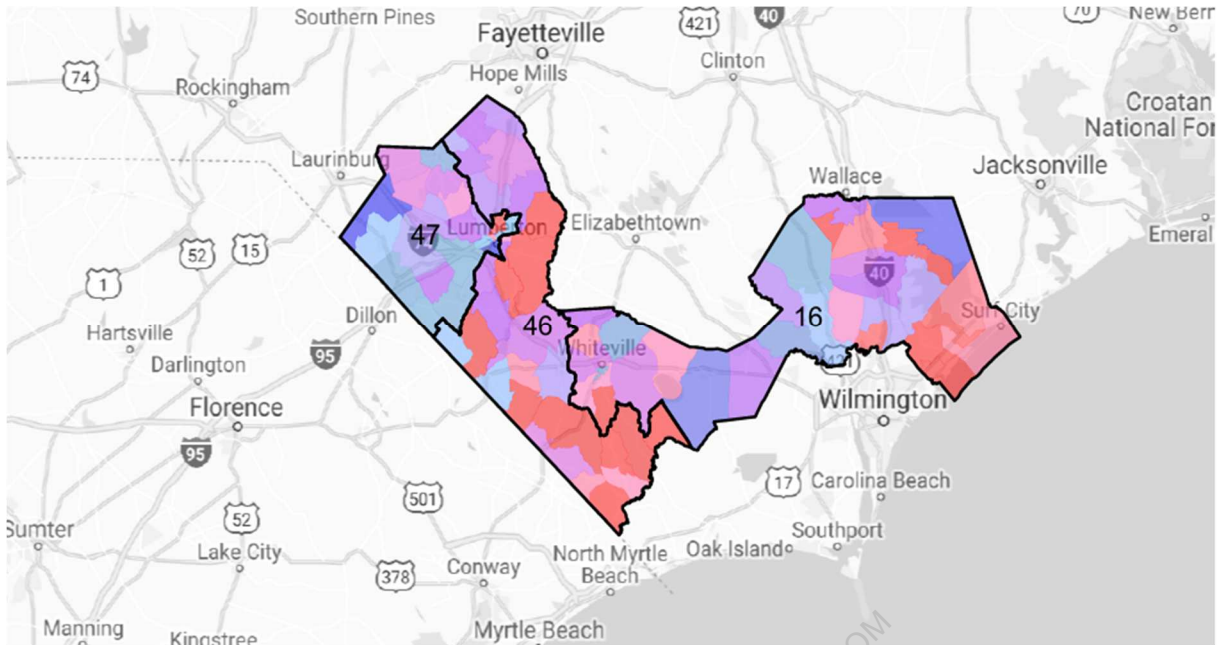 Southern Pines
Fayetteville
421
40
70
New Bern
74
Rockingham
Hope Mills
Clinton
Croatan
National For
Laurinburg
Wallace
Jacksonville
52
15
47
Lumberton
Elizabethtown
Emeral
1
40
Hartsville
Dillon
46
16
Surf City
95
Whiteville
421
Darlington
Florence
Wilmington
95
501
17
Carolina Beach
Sumter
52
Lake City
378
Conway
North Myrtle
Beach
Oak Island
Southport
Manning
Kingstree
Myrtle Beach
OM